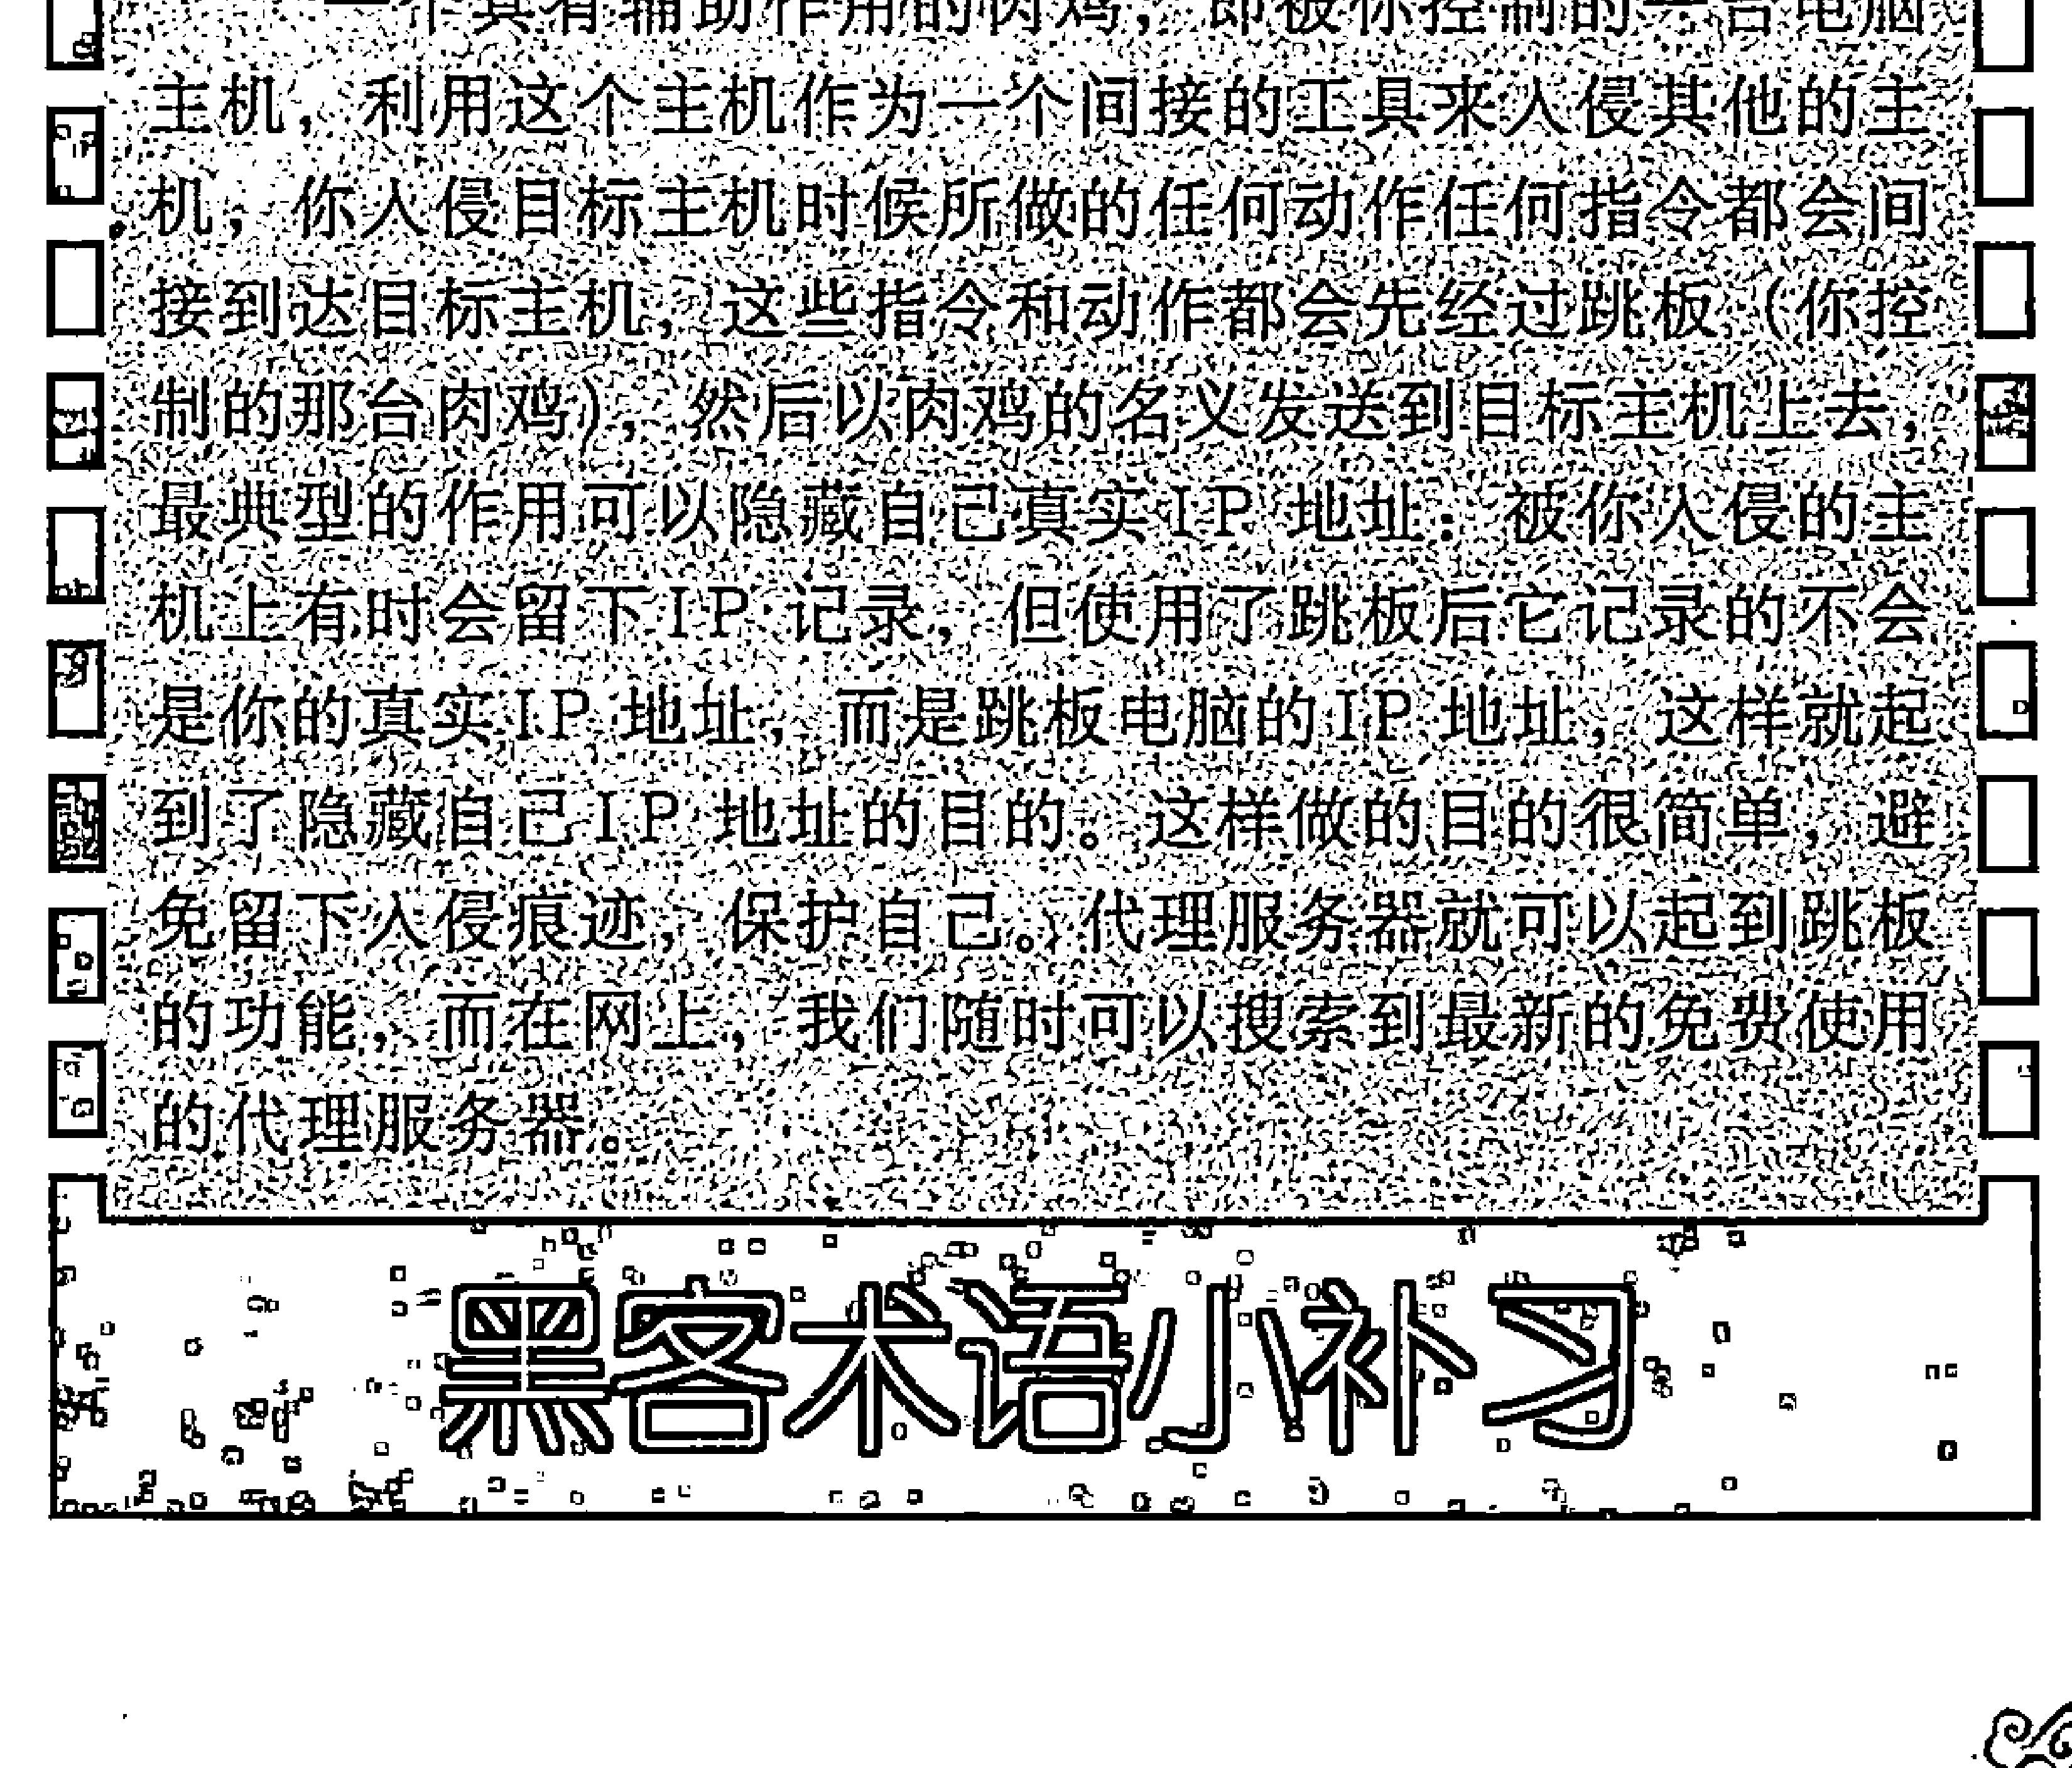 一个具有辅助作用的肉鸡，即被你控制的一台电脑
主机，利用这个主机作为一个间接的工具来入侵其他的主
机，你入侵目标主机时候所做的任何动作任何指令都会间
接到达目标主机，这些指令和动作都会先经过跳板（你控
制的那台肉鸡），然后以肉鸡的名义发送到目标主机上去，
最典型的作用可以隐藏自己真实IP 地址：被你入侵的主
机上有时会留下IP 记录，但使用了跳板后它记录的不会
是你的真实IP 地址，而是跳板电脑的IP 地址，这样就起
到了隐藏自己IP 地址的目的。这样做的目的很简单，避
免留下入侵痕迹，保护自己。代理服务器就可以起到跳板
的功能，而在网上，我们随时可以搜索到最新的免费使用
的代理服务器。
黑客术语小补习